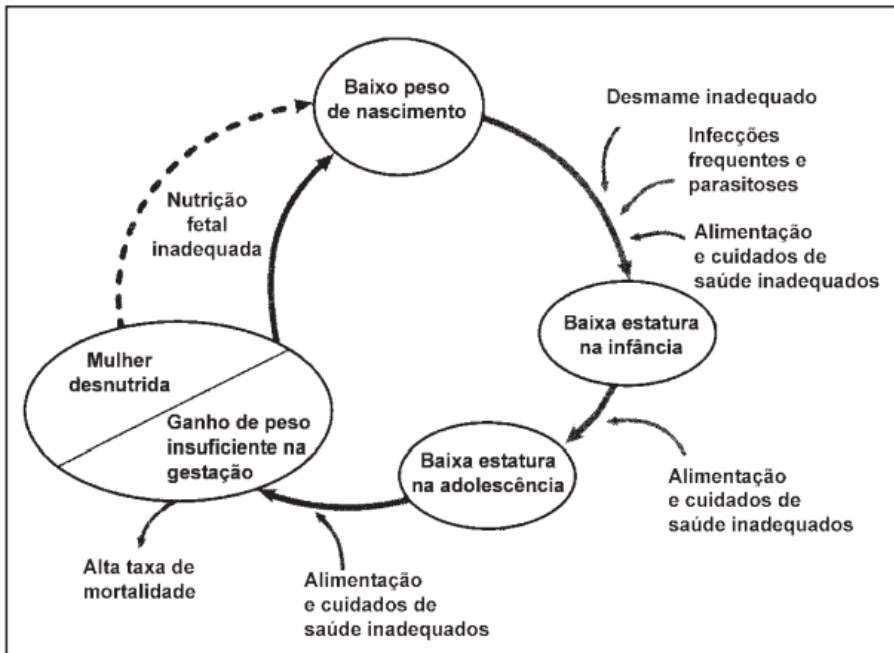 Baixo peso
de nascimento
Desmame inadequado
Infecções
frequentes e
parasitoses
Alimentação
e cuidados de
saúde inadequados
Nutrição
fetal
inadequada
Baixa estatura
na infância
Mulher
desnutrida
Ganho de peso
insuficiente na
gestação
Baixa estatura
na adolescência
Alimentação
e cuidados de
saúde inadequados
Alta taxa de
mortalidade
Alimentação
e cuidados de
saúde inadequados